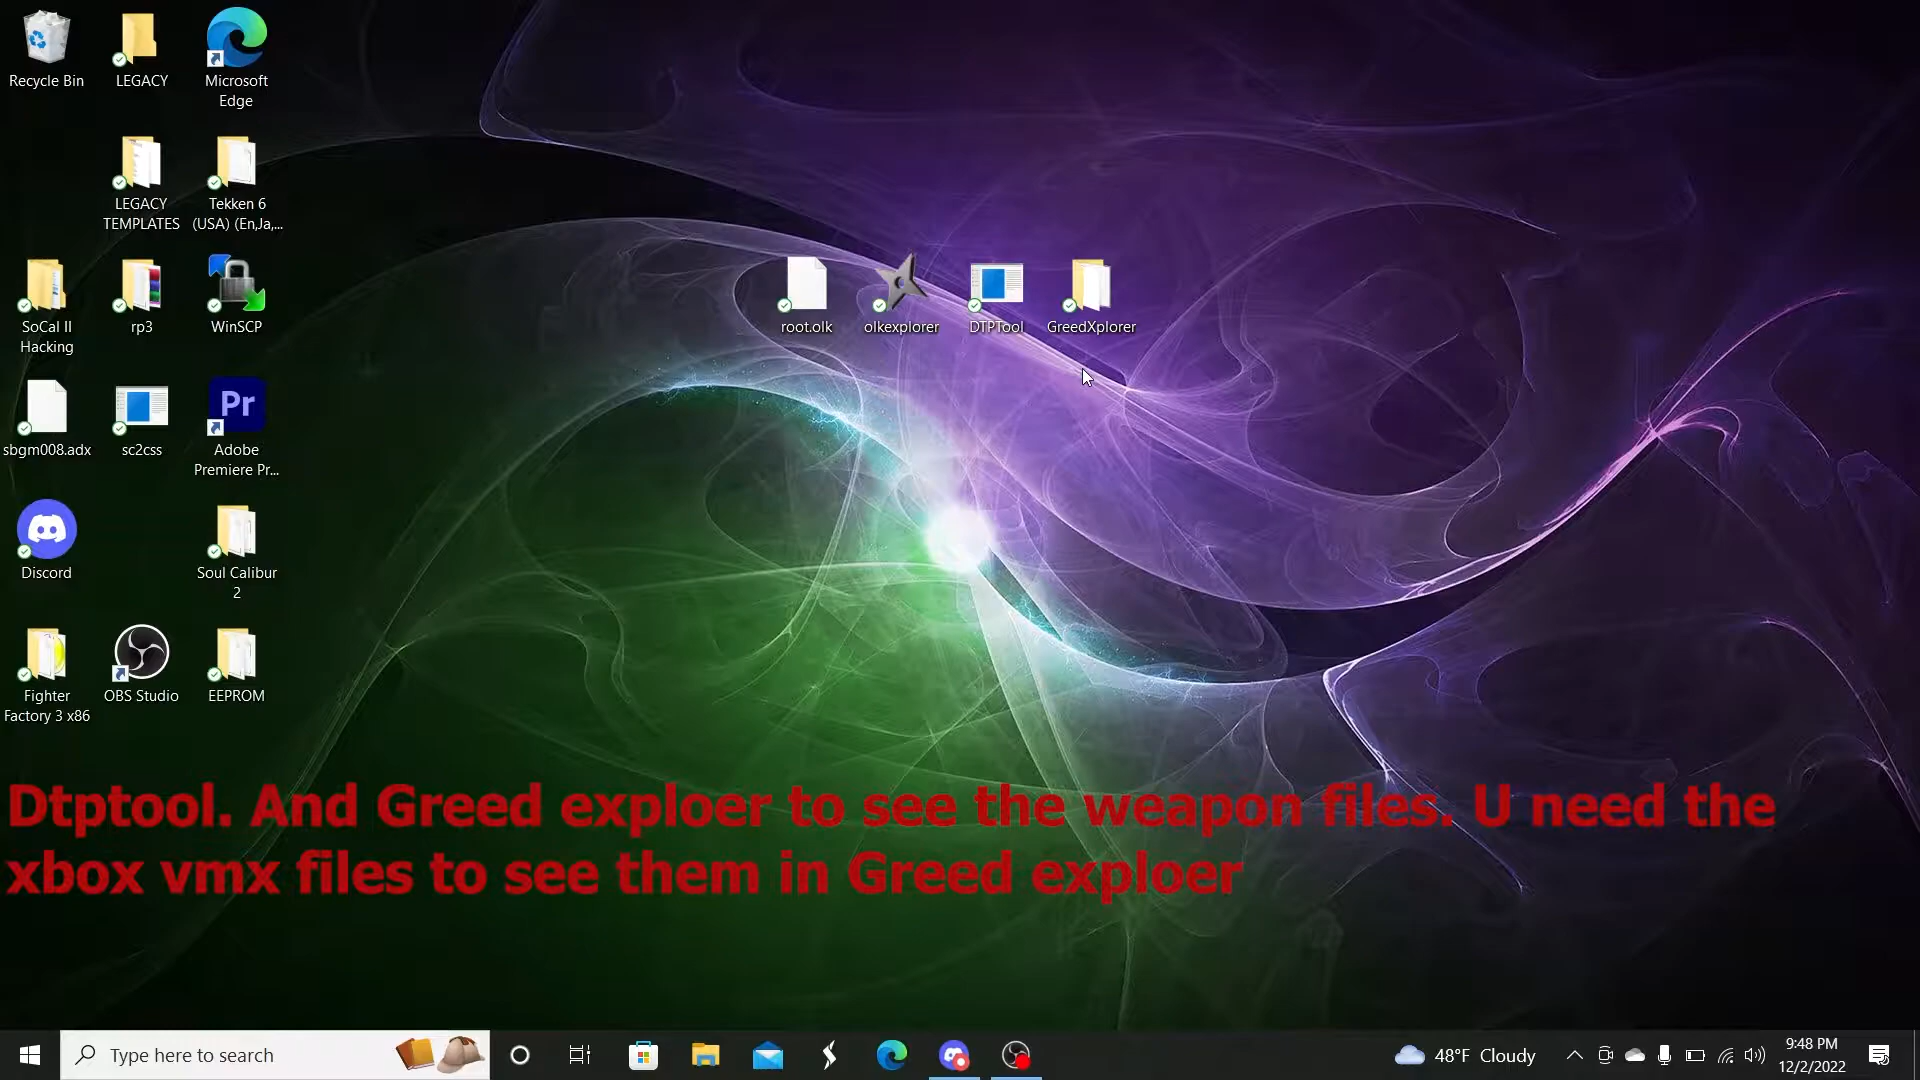 Recycle Bin
LEGACY
Microsoft
Edge
LEGACY
TEMPLATES
Tekken 6
(USA) (En,Ja,...
SoCal II
Hacking
rp3
WinSCP
root.olk
olkexplorer
DTPTool
GreedXplorer
sbgm008.adx
sc2css
Pr
Adobe
Premiere Pr...
Discord
Soul Calibur
2
Fighter
Factory 3 x86
OBS Studio
EEPROM
Dtptool. And Greed exploer to see the weapon files. U need the
xbox vmx files to see them in Greed exploer
Type here to search
48°F Cloudy
9:48 PM
12/2/2022